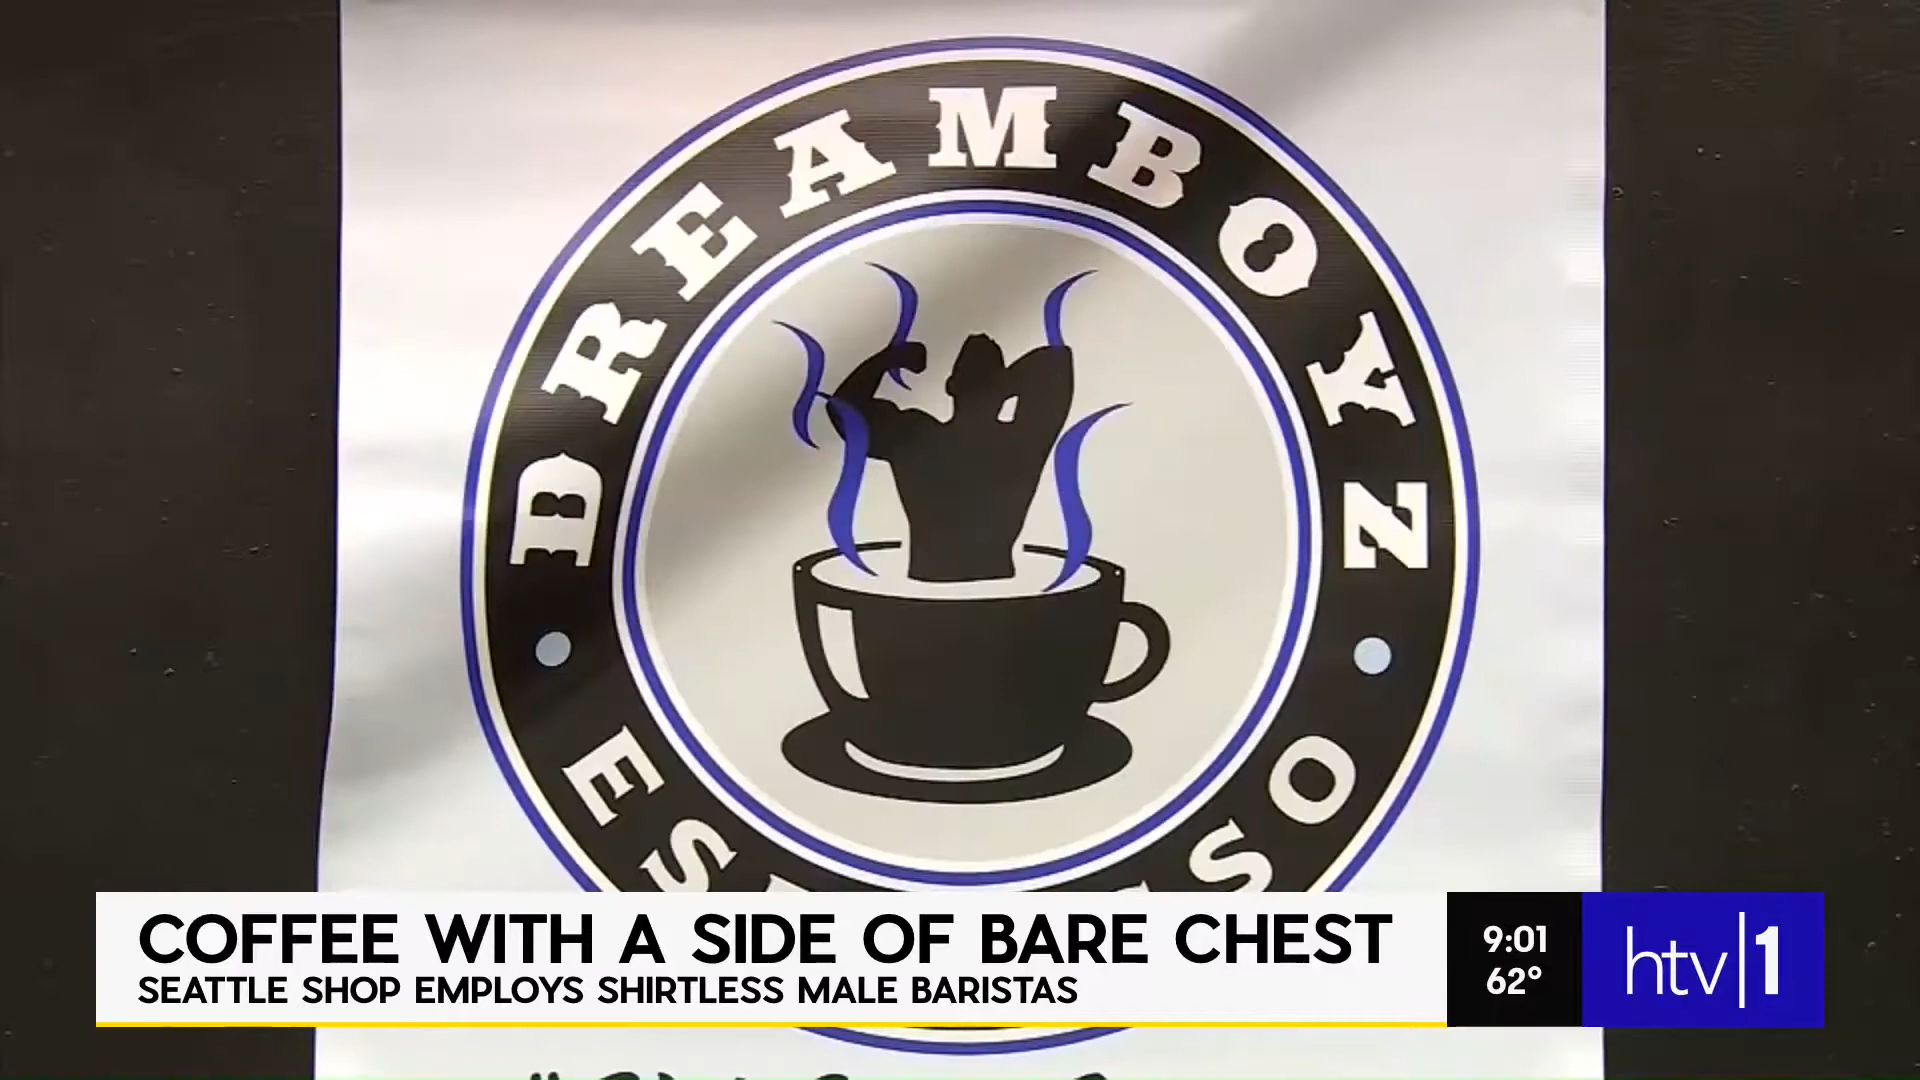 DREAMBOYZ
COFFEE WITH A SIDE OF BARE CHEST
SEATTLE SHOP EMPLOYS SHIRTLESS MALE BARISTAS
9:01
62°
htv|1